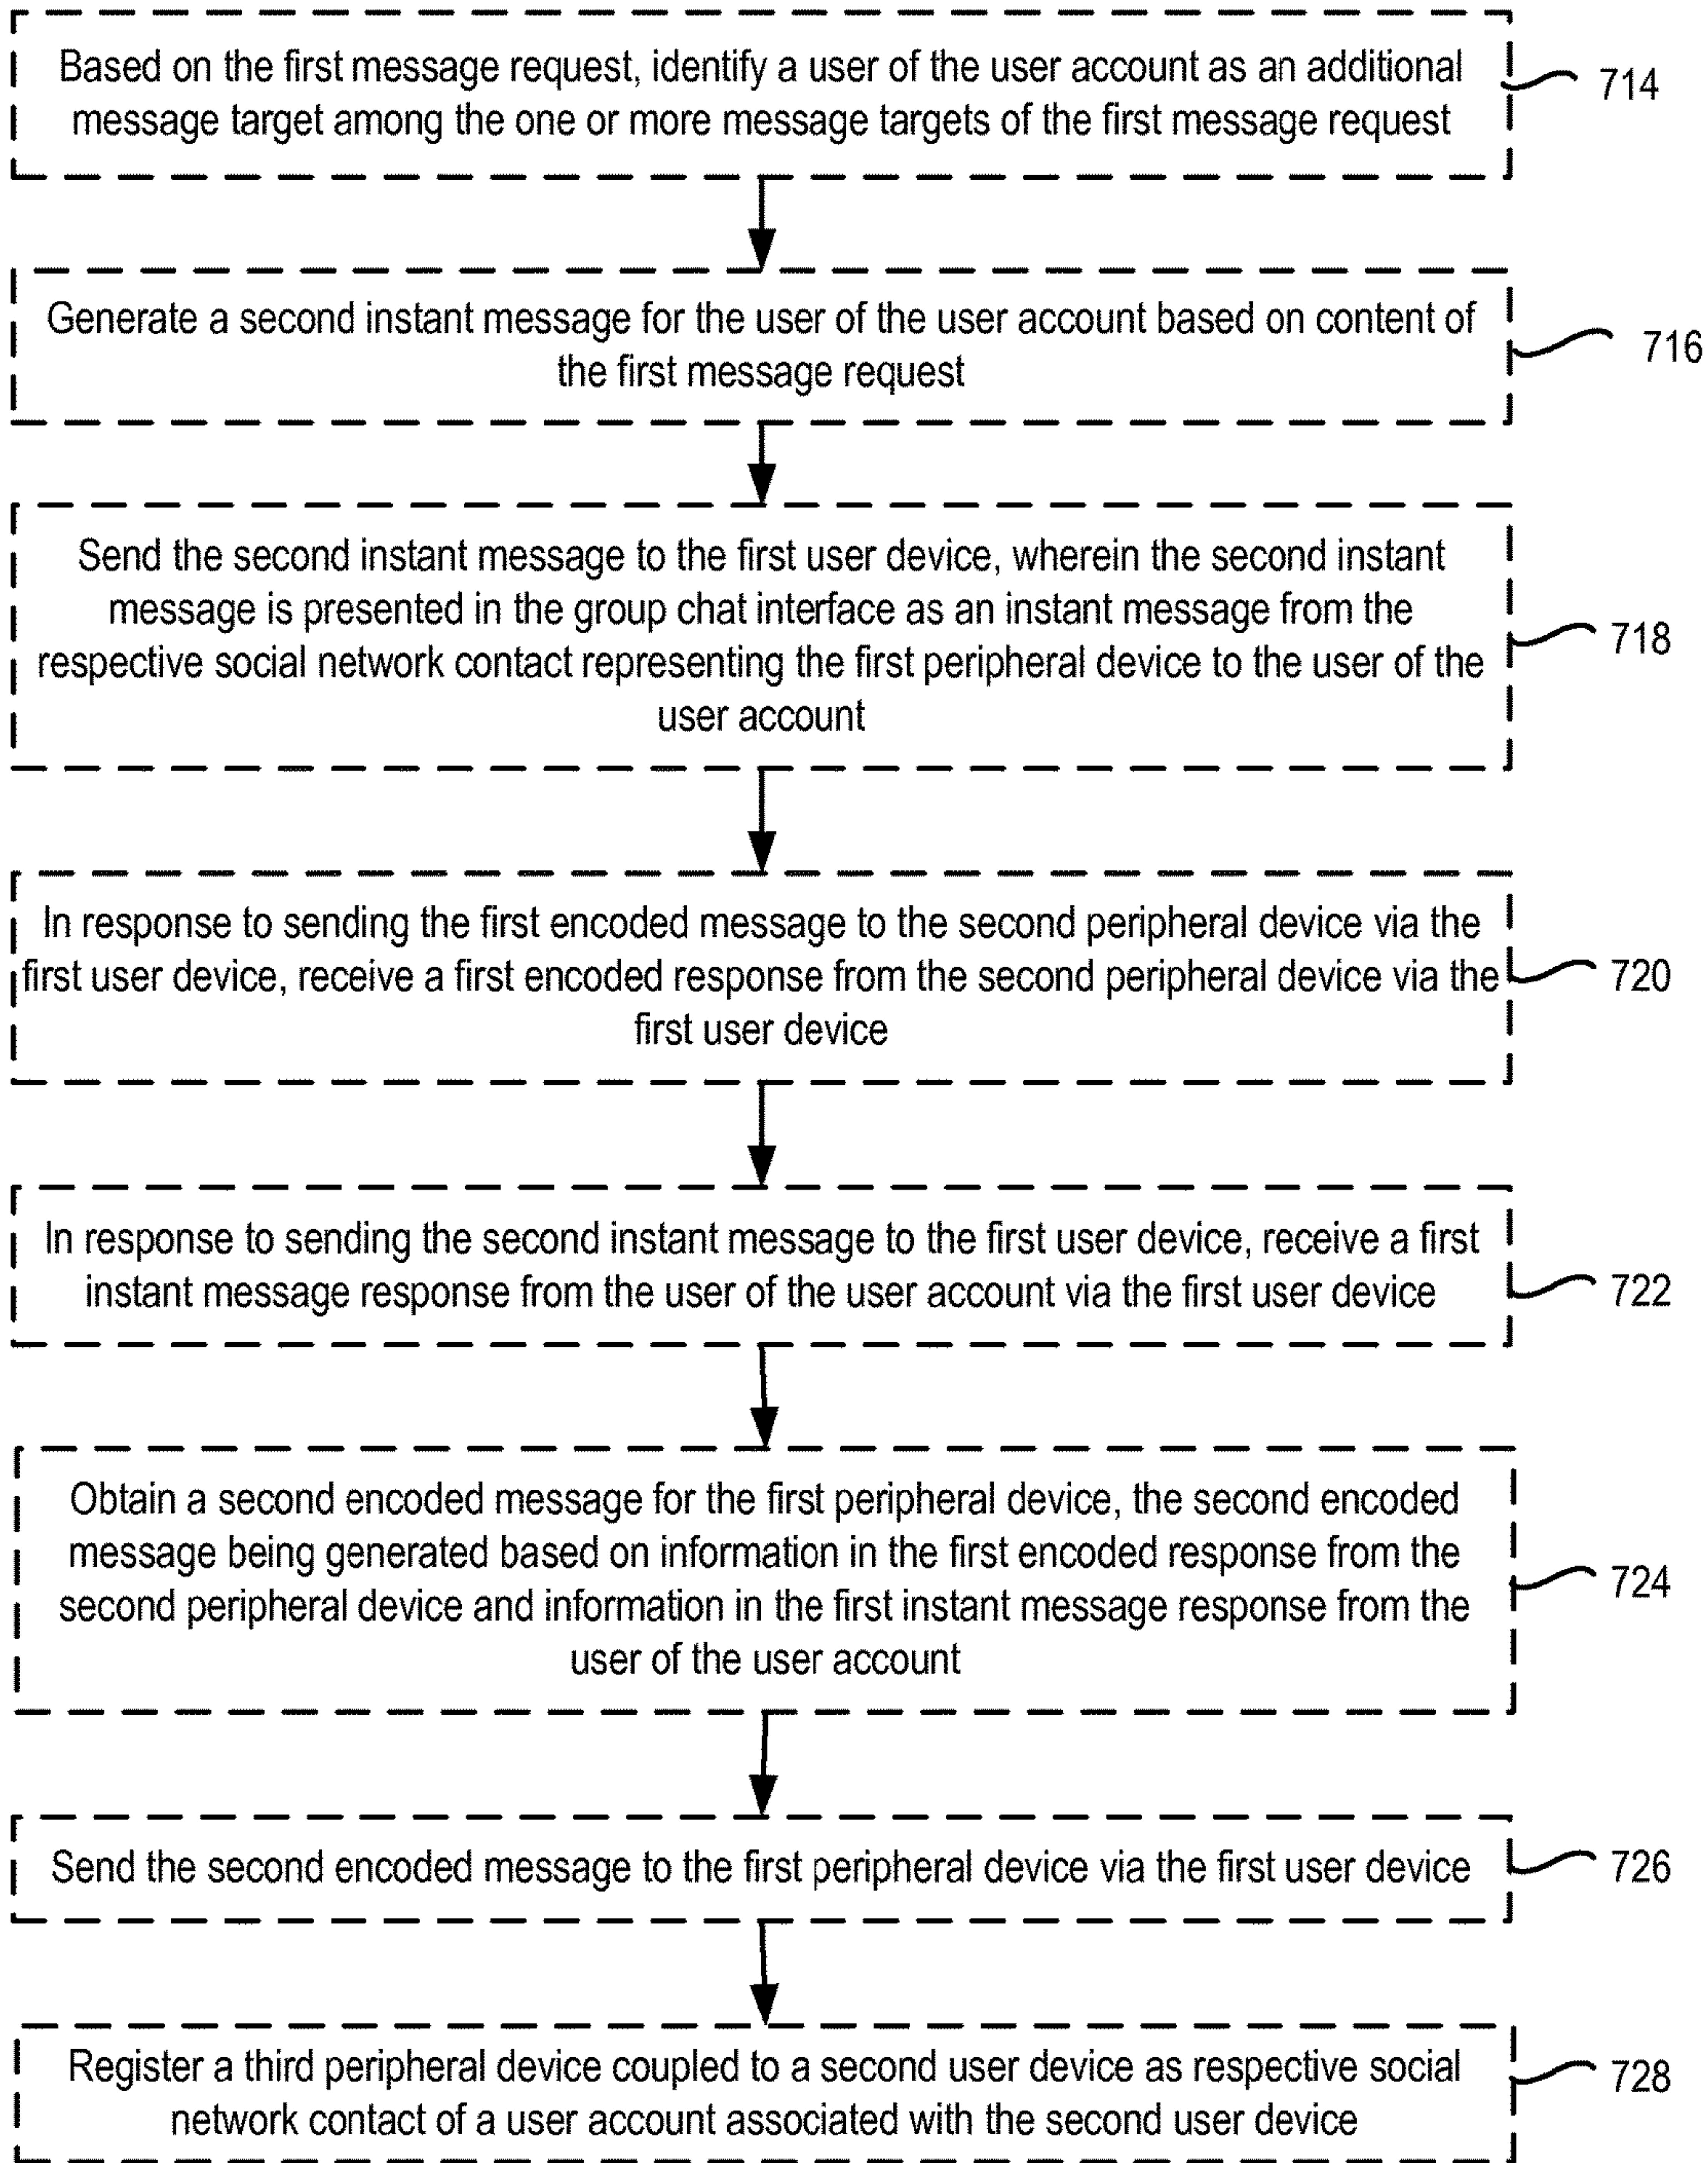 Based on the first message request, identify a user of the user account as an additional
message target among the one or more message targets of the first message request
714
Generate a second instant message for the user of the user account based on content of
the first message request
716
Send the second instant message to the first user device, wherein the second instant
message is presented in the group chat interface as an instant message from the
respective social network contact representing the first peripheral device to the user of the
user account
718
In response to sending the first encoded message to the second peripheral device via the
first user device, receive a first encoded response from the second peripheral device via the
first user device
720
In response to sending the second instant message to the first user device, receive a first
instant message response from the user of the user account via the first user device
722
Obtain a second encoded message for the first peripheral device, the second encoded
message being generated based on information in the first encoded response from the
second peripheral device and information in the first instant message response from the
user of the user account
724
Send the second encoded message to the first peripheral device via the first user device
726
Register a third peripheral device coupled to a second user device as respective social
network contact of a user account associated with the second user device
728